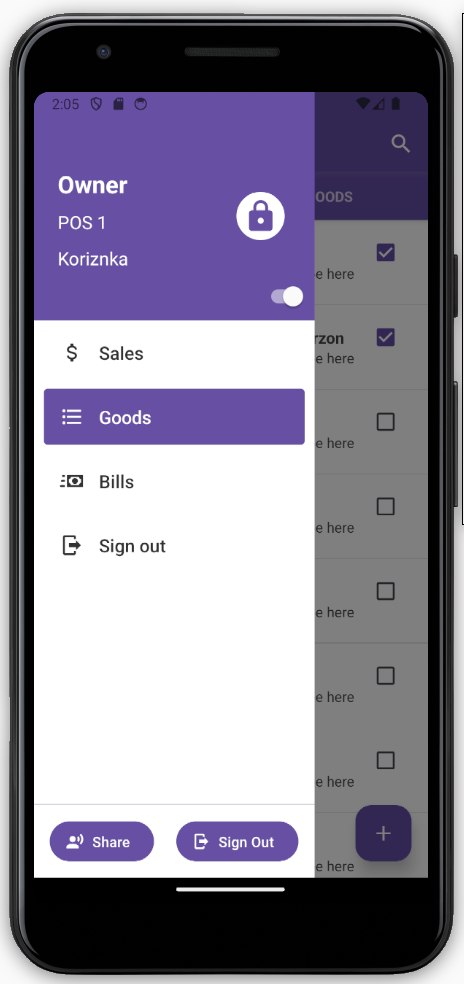 2:05
Owner
POS 1
Koriznka
OODS
e here
rzon
e here
e here
e here
e here
e here
e here
e here
Sales
Goods
Bills
Sign out
Share
Sign Out